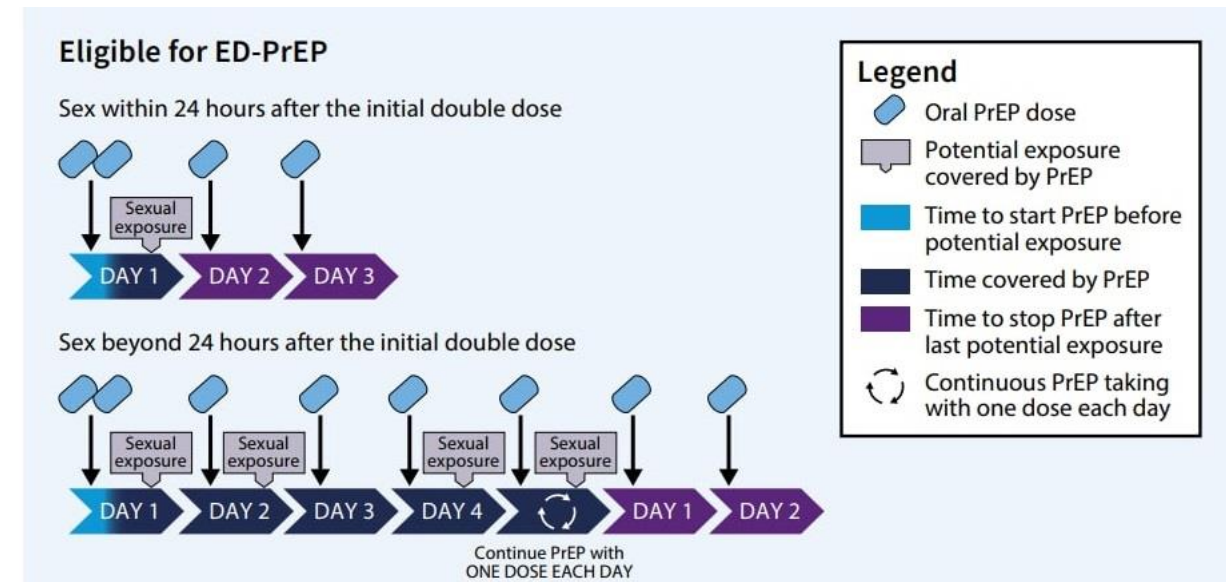 Eligible for ED-PrEP
Sex within 24 hours after the initial double dose
Sexual
exposure
DAY 1
DAY 2
DAY 3
Sex beyond 24 hours after the initial double dose
Sexual
exposure
Sexual
exposure
Sexual
exposure
Sexual
exposure
DAY 1
DAY 2
DAY 3
DAY 4
DAY 1
DAY 2
Continue PrEP with
ONE DOSE EACH DAY
Legend
Oral PrEP dose
Potential exposure
covered by PrEP
Time to start PrEP before
potential exposure
Time covered by PrEP
Time to stop PrEP after
last potential exposure
Continuous PrEP taking
with one dose each day